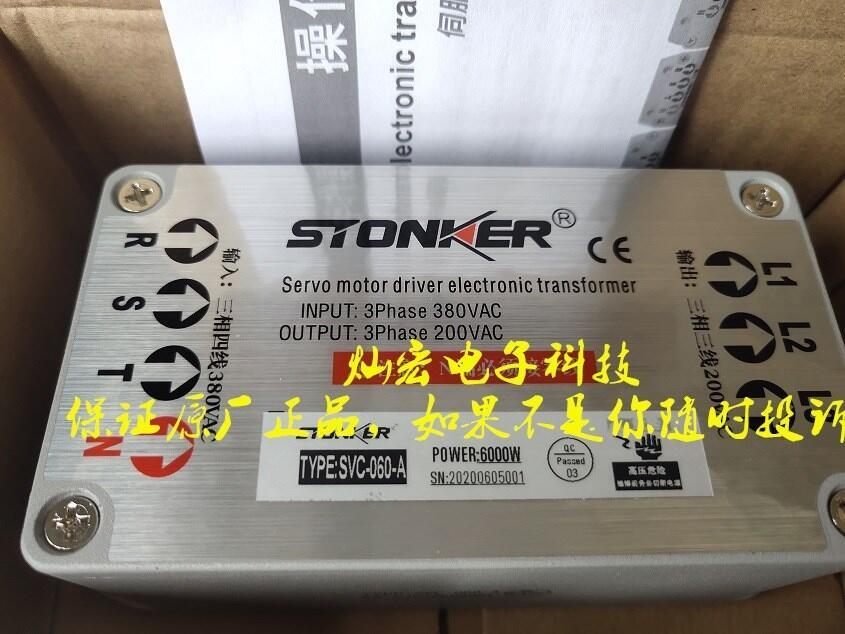 操作
electronic tra
伺服
lectronic trans
STONKER®
CE
Servo motor driver electronic transformer
INPUT: 3Phase 380VAC
OUTPUT: 3Phase 200VAC
R
S
T
N
输入：三相四线380VAC
L1
L2
输出：三相三线200
灿宏电子科技
保证原厂正品，如果不是你随时投诉
STONKER
TYPE:SVC-060-A
POWER:6000W
SN:20200605001
QC
Passed
03
高压危险